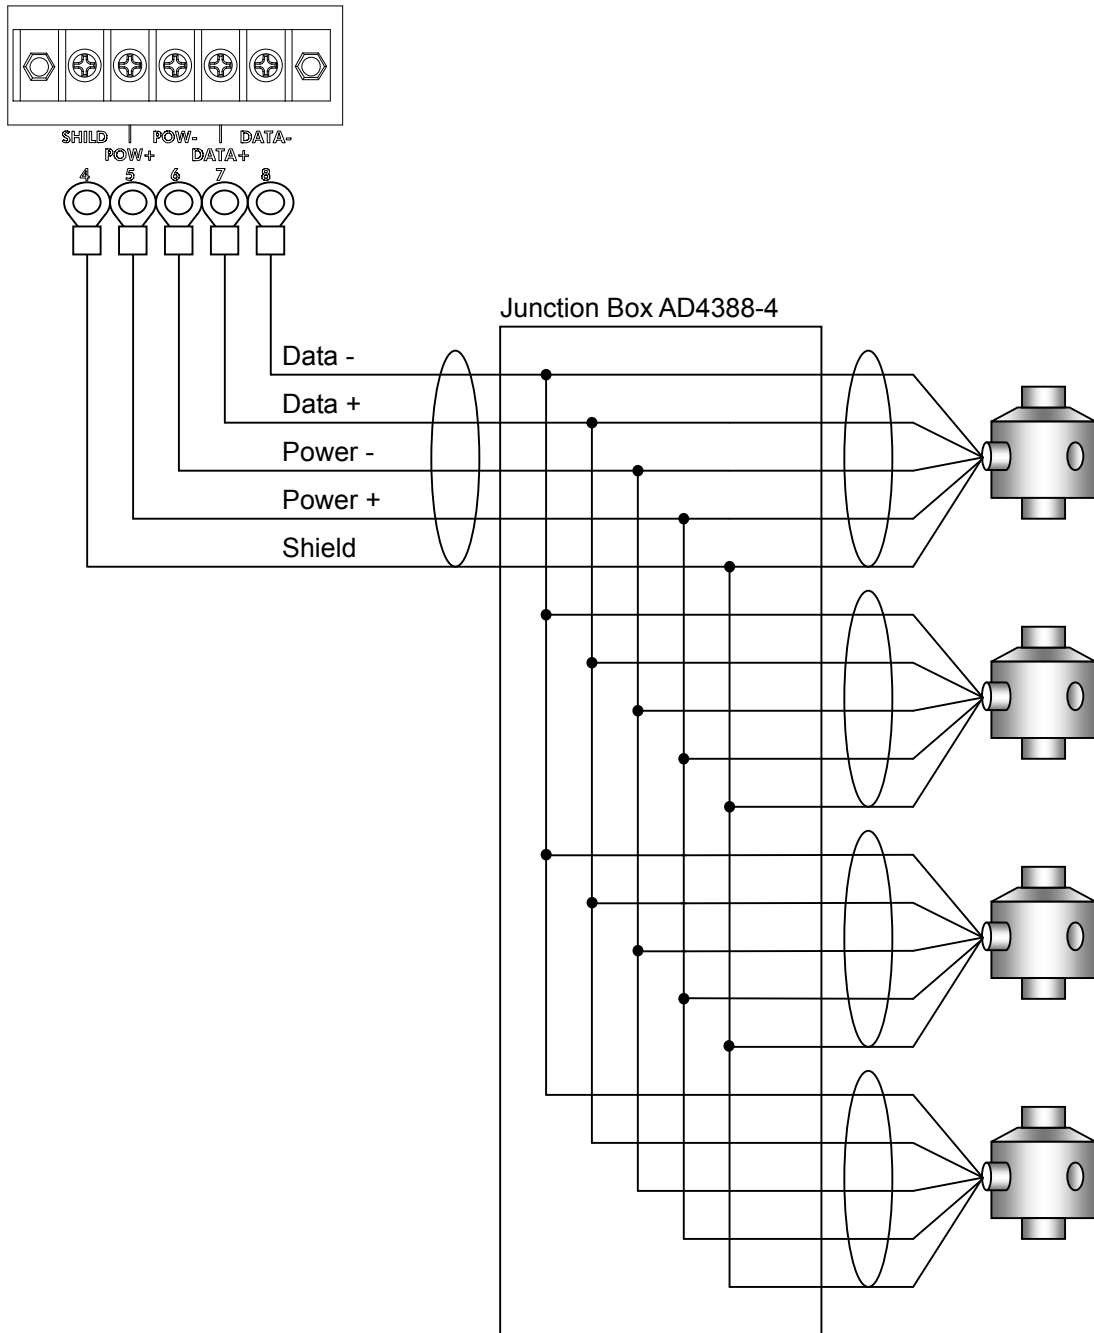 SHILD POW- DATA-
POW+ DATA+
4 5 6 7 8
Junction Box AD4388-4
Data -
Data +
Power -
Power +
Shield